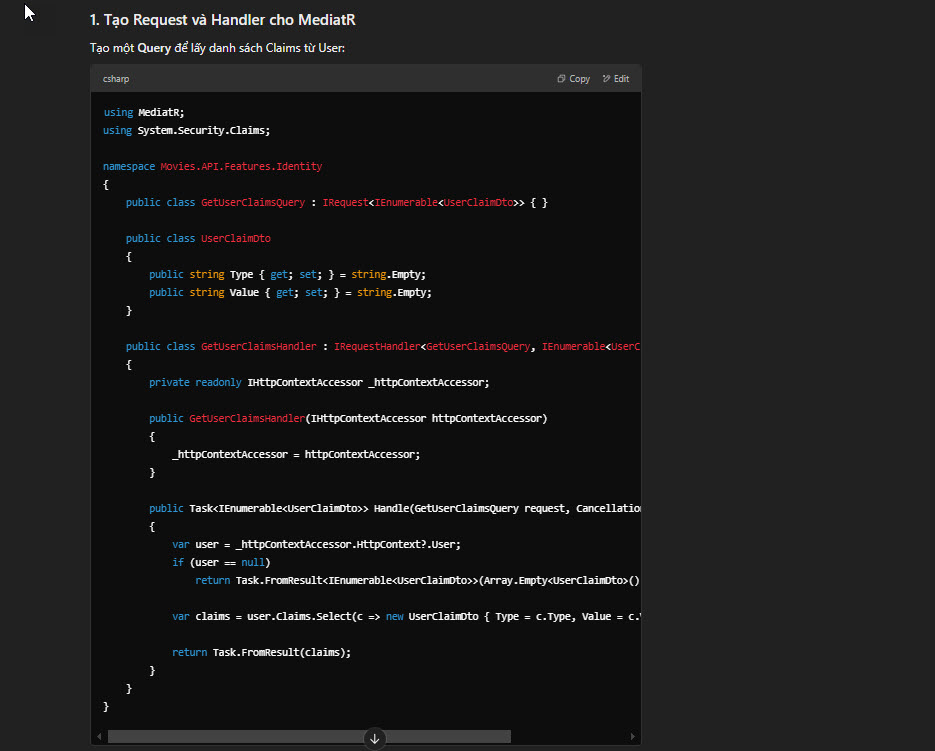 1. Tạo Request và Handler cho MediatR
Tạo một Query để lấy danh sách Claims từ User:
csharp Copy Edit
using MediatR;
using System.Security.Claims;
namespace Movies.API.Features.Identity
{
public class GetUserClaimsQuery : IRequest<IEnumerable<UserClaimDto>> { }
public class UserClaimDto
{
public string Type { get; set; } = string.Empty;
public string Value { get; set; } = string.Empty;
}
public class GetUserClaimsHandler : IRequestHandler<GetUserClaimsQuery, IEnumerable<UserC
{
private readonly IHttpContextAccessor _httpContextAccessor;
public GetUserClaimsHandler(IHttpContextAccessor httpContextAccessor)
{
_httpContextAccessor = httpContextAccessor;
}
public Task<IEnumerable<UserClaimDto>> Handle(GetUserClaimsQuery request, Cancellatio
{
var user = _httpContextAccessor.HttpContext?.User;
if (user == null)
return Task.FromResult<IEnumerable<UserClaimDto>>(Array.Empty<UserClaimDto>()
var claims = user.Claims.Select(c => new UserClaimDto { Type = c.Type, Value = c.
return Task.FromResult(claims);
}
}
}